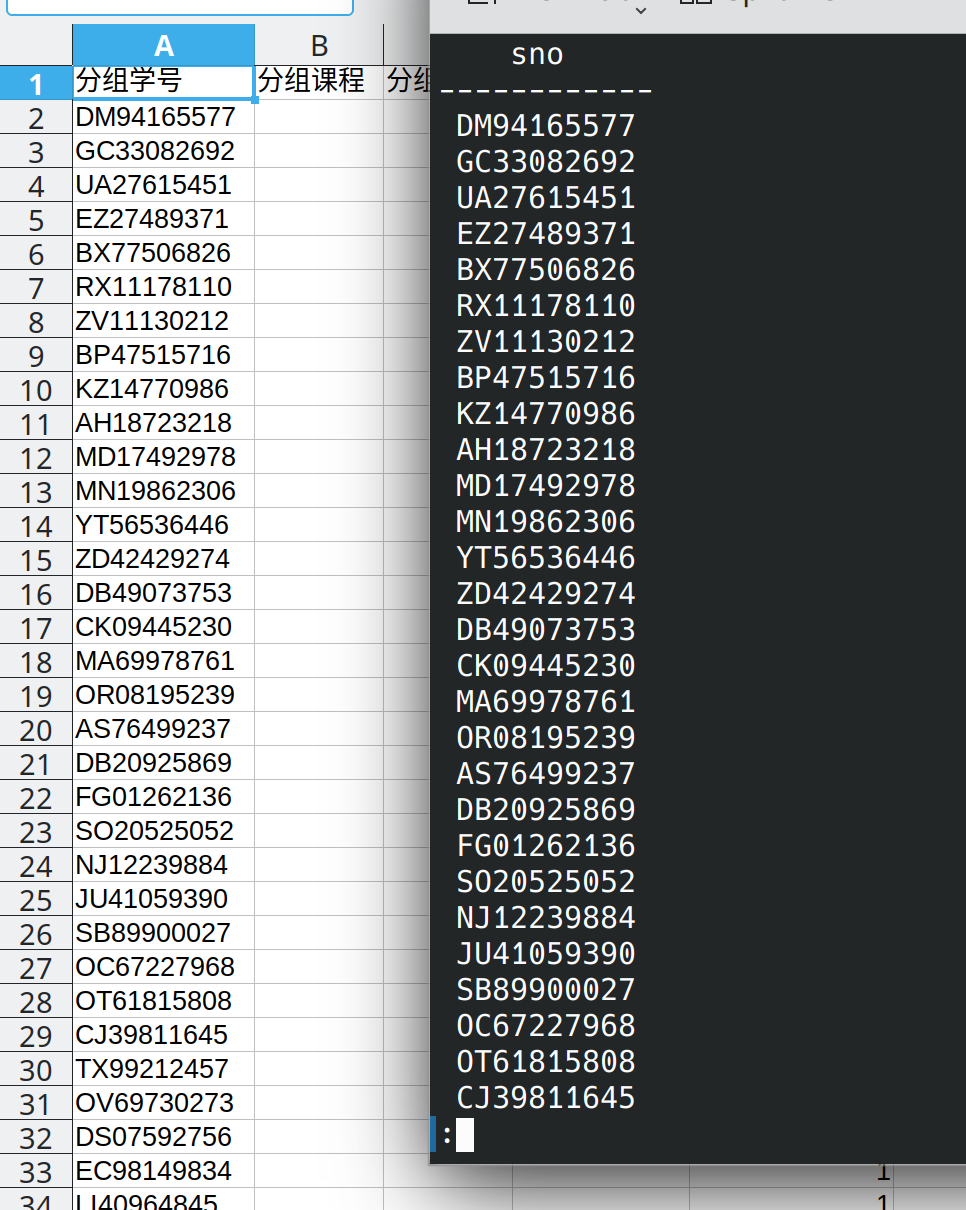 A B
1 分组学号 分组课程 分组
2 DM94165577
3 GC33082692
4 UA27615451
5 EZ27489371
6 BX77506826
7 RX11178110
8 ZV11130212
9 BP47515716
10 KZ14770986
11 AH18723218
12 MD17492978
13 MN19862306
14 YT56536446
15 ZD42429274
16 DB49073753
17 CK09445230
18 MA69978761
19 OR08195239
20 AS76499237
21 DB20925869
22 FG01262136
23 SO20525052
24 NJ12239884
25 JU41059390
26 SB89900027
27 OC67227968
28 OT61815808
29 CJ39811645
30 TX99212457
31 OV69730273
32 DS07592756
33 EC98149834 1
34 LI40964845 1
sno
------------
DM94165577
GC33082692
UA27615451
EZ27489371
BX77506826
RX11178110
ZV11130212
BP47515716
KZ14770986
AH18723218
MD17492978
MN19862306
YT56536446
ZD42429274
DB49073753
CK09445230
MA69978761
OR08195239
AS76499237
DB20925869
FG01262136
SO20525052
NJ12239884
JU41059390
SB89900027
OC67227968
OT61815808
CJ39811645
: